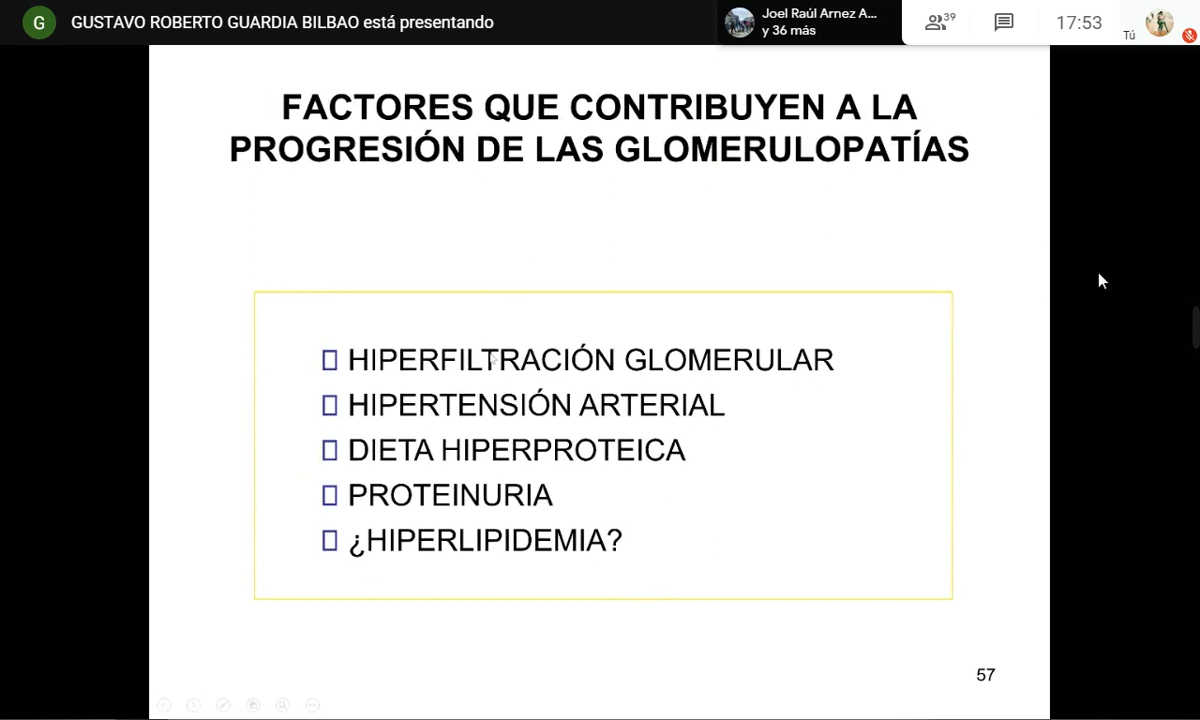 G
GUSTAVO ROBERTO GUARDIA BILBAO está presentando
Joel Raúl Arnez A...
y 36 más
39
17:53
Tú
FACTORES QUE CONTRIBUYEN A LA
PROGRESIÓN DE LAS GLOMERULOPATÍAS
HIPERFILTRACIÓN GLOMERULAR
HIPERTENSIÓN ARTERIAL
DIETA HIPERPROTEICA
PROTEINURIA
¿HIPERLIPIDEMIA?
57